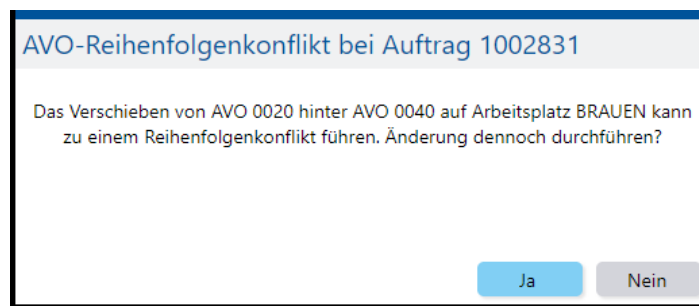 AVO-Reihenfolgenkonflikt bei Auftrag 1002831
Das Verschieben von AVO 0020 hinter AVO 0040 auf Arbeitsplatz BRAUEN kann
zu einem Reihenfolgenkonflikt führen. Änderung dennoch durchführen?
Ja
Nein